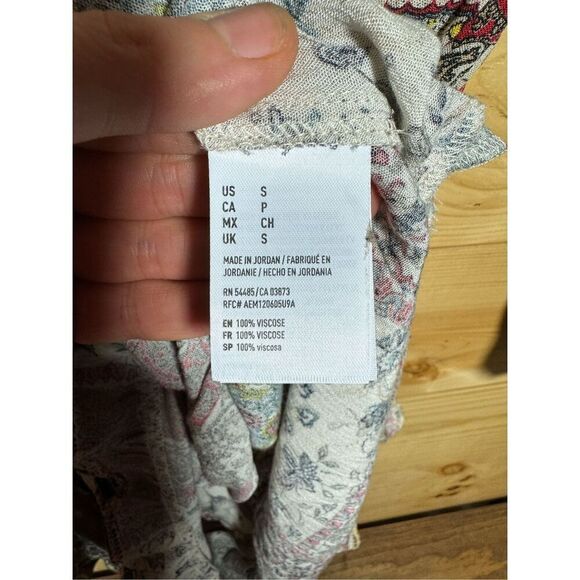 US S
CA P
MX CH
UK S
MADE IN JORDAN / FABRIQUÉ EN
JORDANIE / HECHO EN JORDANIA
RN 54485/CA 03873
RFC# AEM120605U9A
EN 100% VISCOSE
FR 100% VISCOSE
SP 100% viscosa